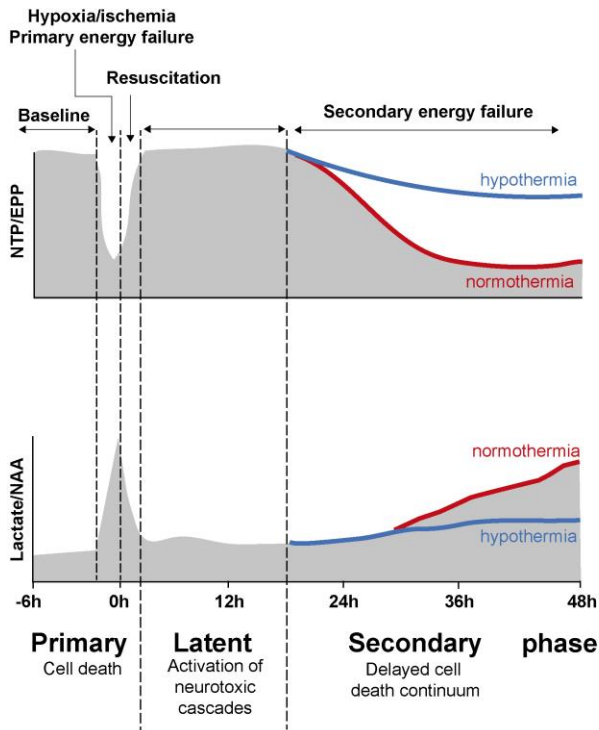 Hypoxia/ischemia
Primary energy failure
Resuscitation
Baseline
Secondary energy failure
NTP/EPP
hypothermia
normothermia
Lactate/NAA
normothermia
hypothermia
-6h 0h 12h 24h 36h 48h
Primary Latent Secondary phase
Cell death
Activation of
neurotoxic
cascades
Delayed cell
death continuum